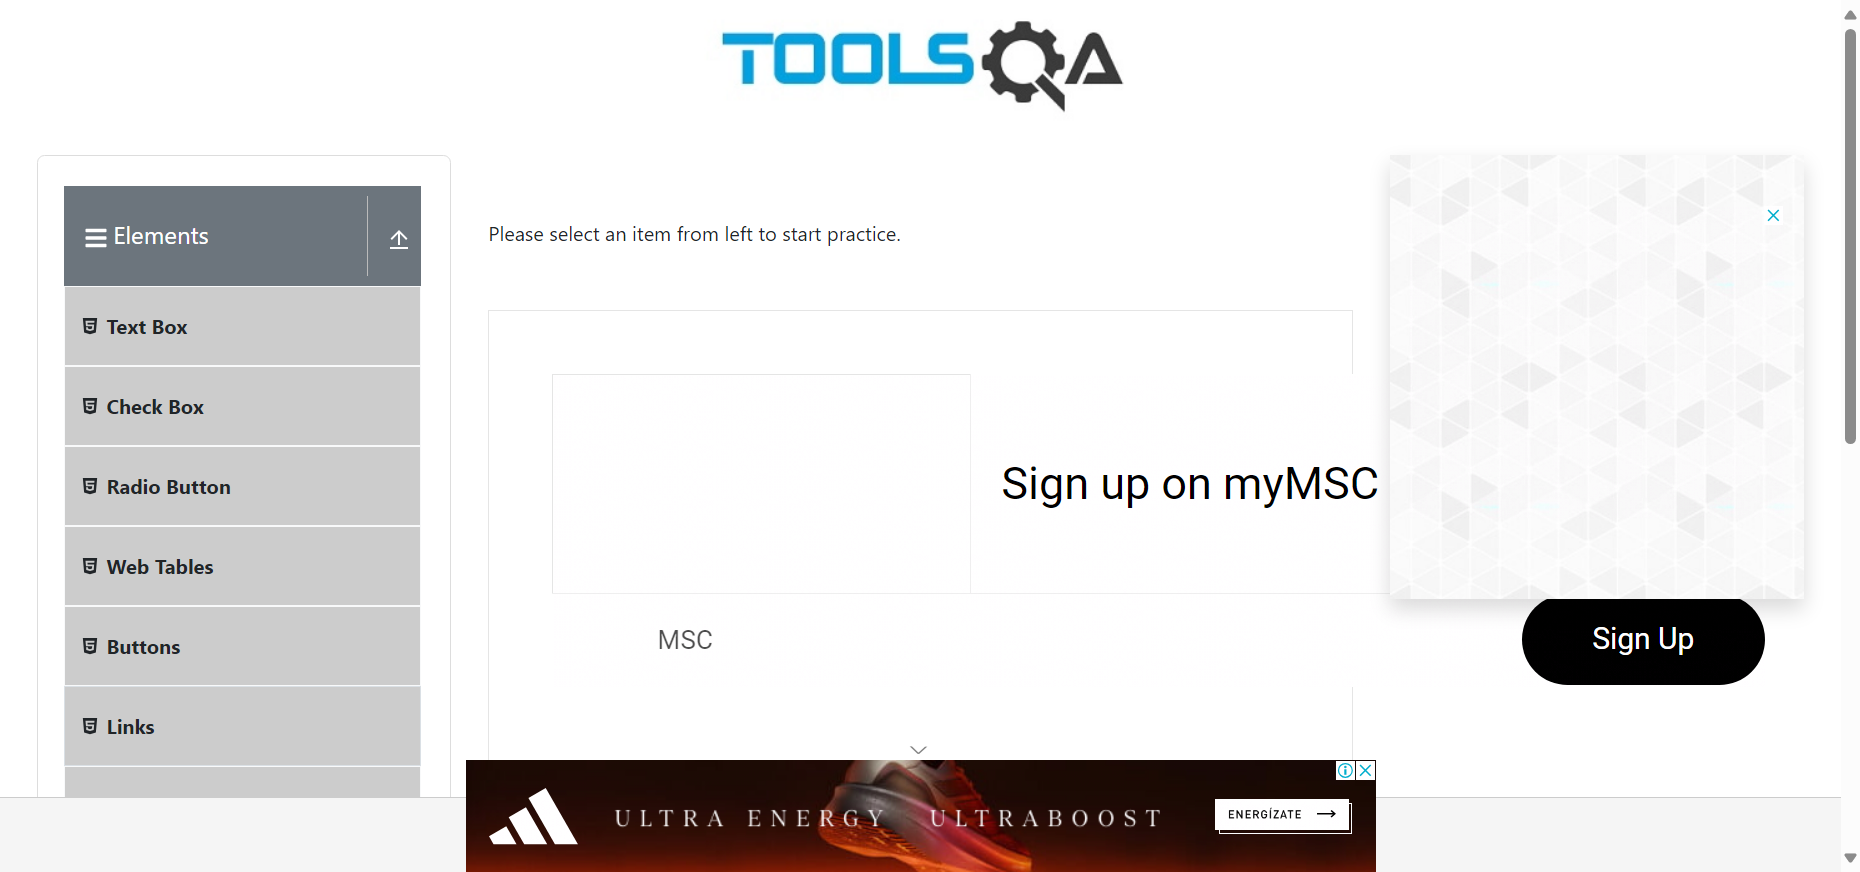 TOOLSQA
Elements
Please select an item from left to start practice.
Text Box
Check Box
Radio Button
Web Tables
Buttons
Links
Sign up on myMSC
MSC
Sign Up
ULTRA ENERGY ULTRABOOST
ENERGÍZATE